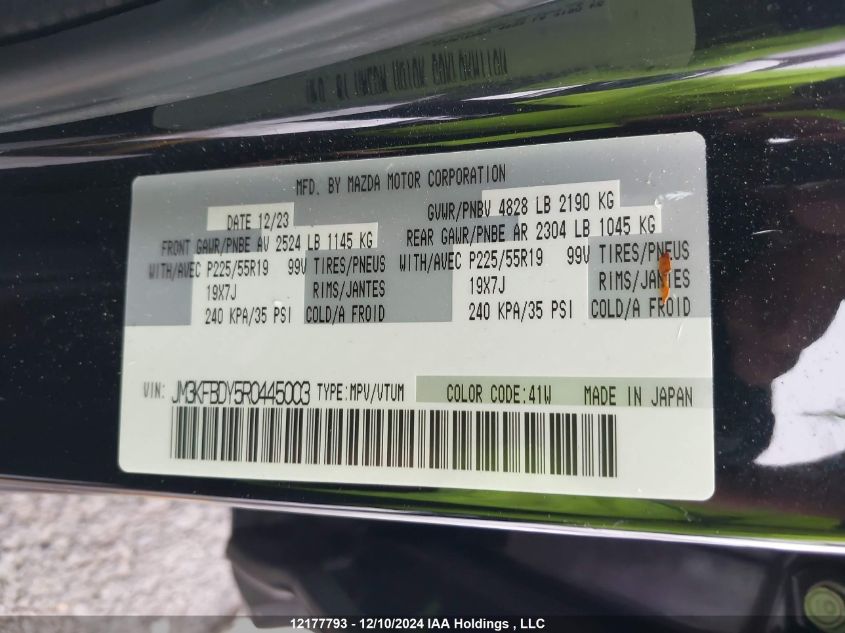 MFD. BY MAZDA MOTOR CORPORATION
DATE 12/23 GVWR/PNBV 4828 LB 2190 KG
FRONT GAWR/PNBE AV 2524 LB 1145 KG REAR GAWR/PNBE AR 2304 LB 1045 KG
WITH/AVEC P225/55R19 99V TIRES/PNEUS WITH/AVEC P225/55R19 99V TIRES/PNEUS
19X7J RIMS/JANTES 19X7J RIMS/JANTES
240 KPA/35 PSI COLD/A FROID 240 KPA/35 PSI COLD/A FROID
VIN: JM3KFBDY5R0445003 TYPE:MPV/VTUM COLOR CODE:41W MADE IN JAPAN
12177793 - 12/10/2024 IAA Holdings , LLC